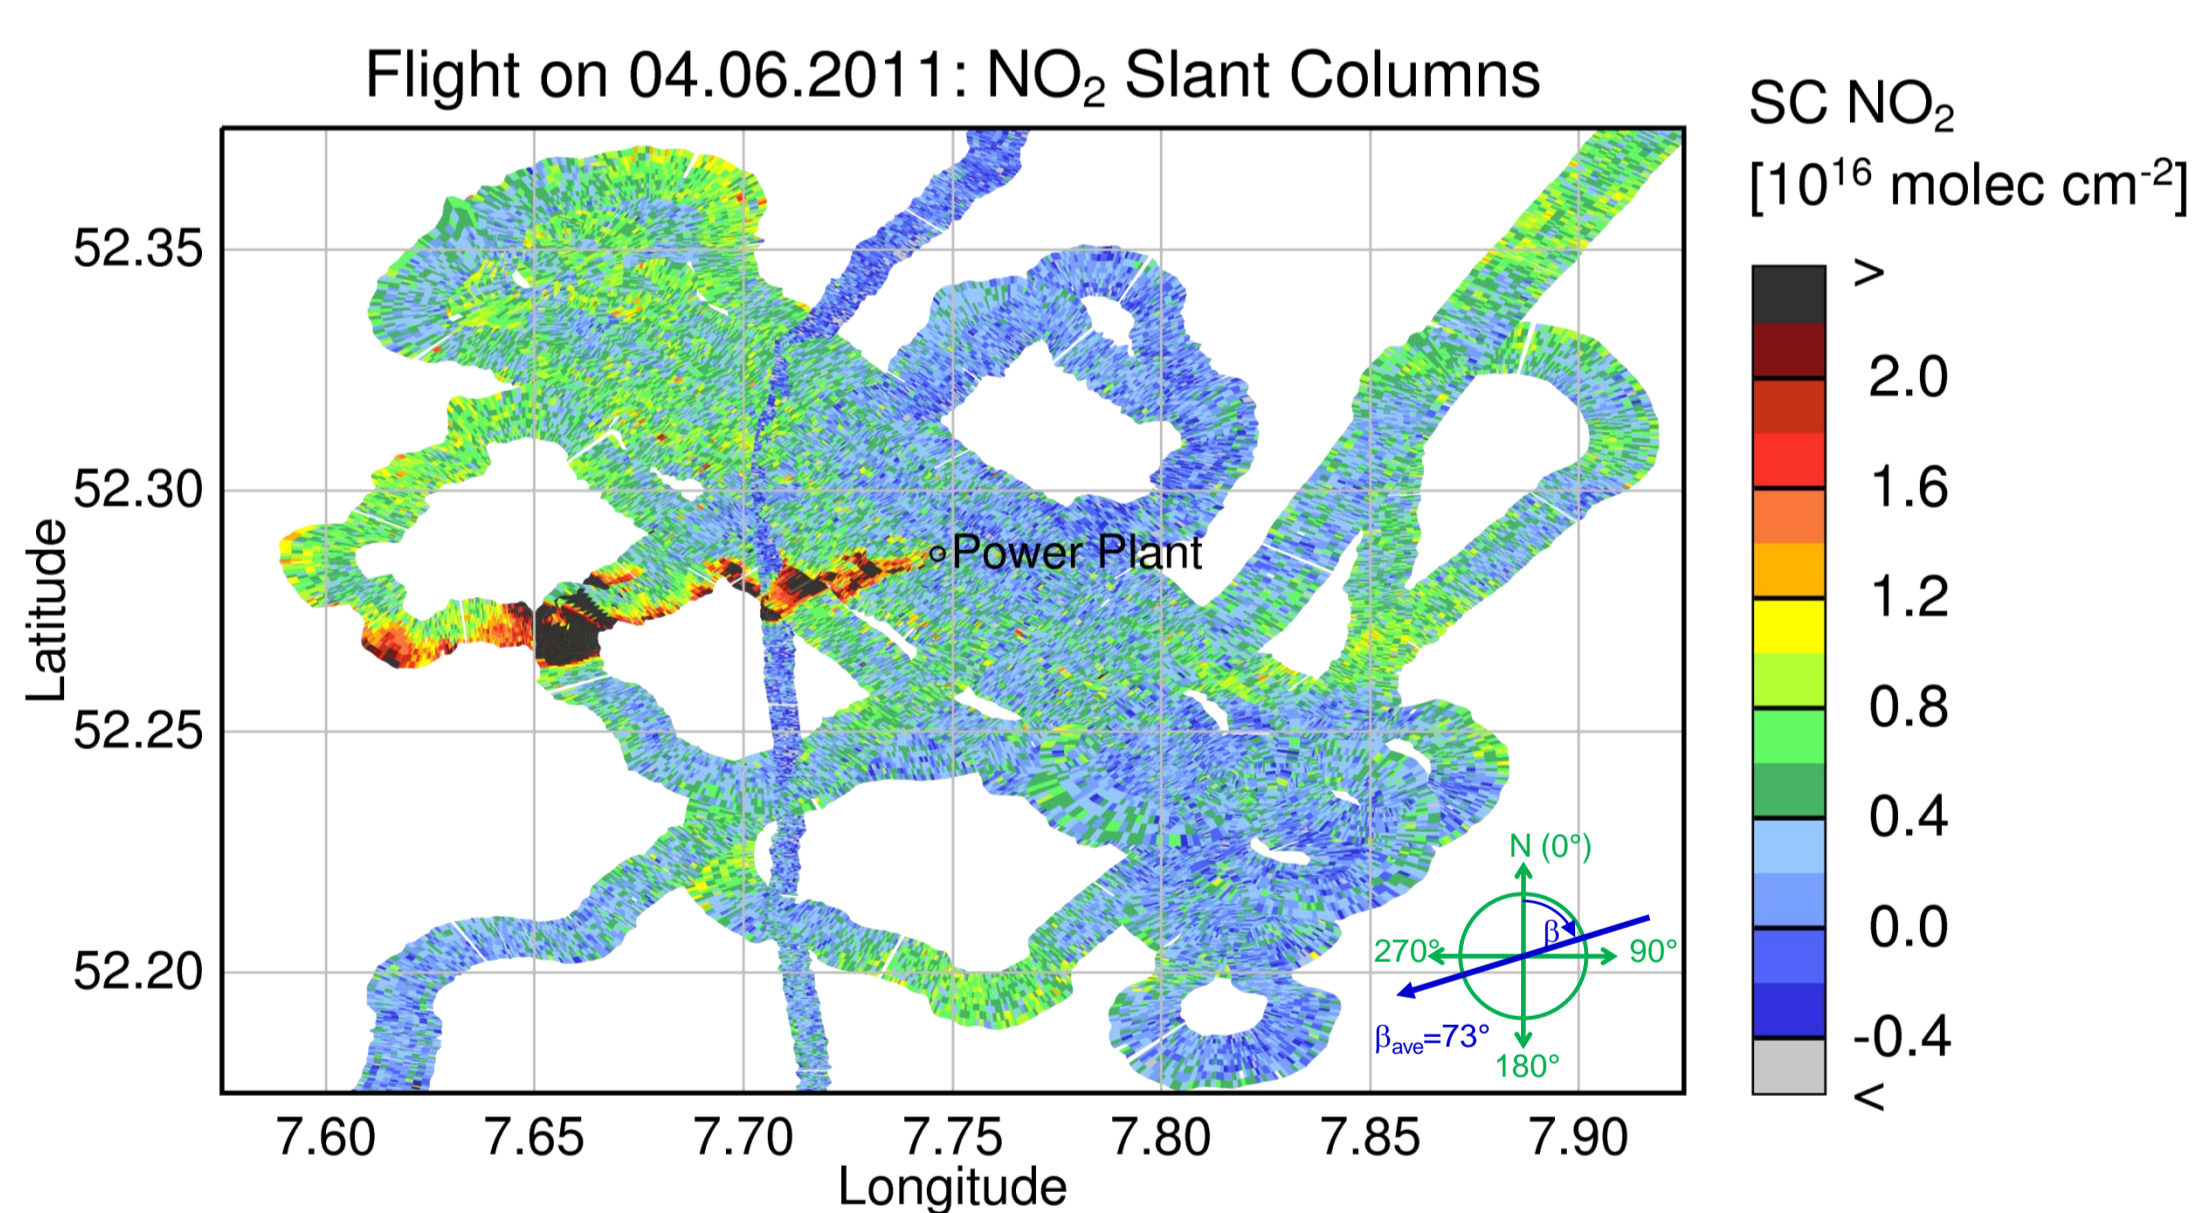 Flight on 04.06.2011: NO₂ Slant Columns
SC NO₂
[10¹⁶ molec cm⁻²]
>
2.0
1.6
1.2
0.8
0.4
0.0
-0.4
<
Latitude
52.35
52.30
52.25
52.20
Power Plant
N (0°)
β
270°
90°
βave=73°
180°
7.60 7.65 7.70 7.75 7.80 7.85 7.90
Longitude